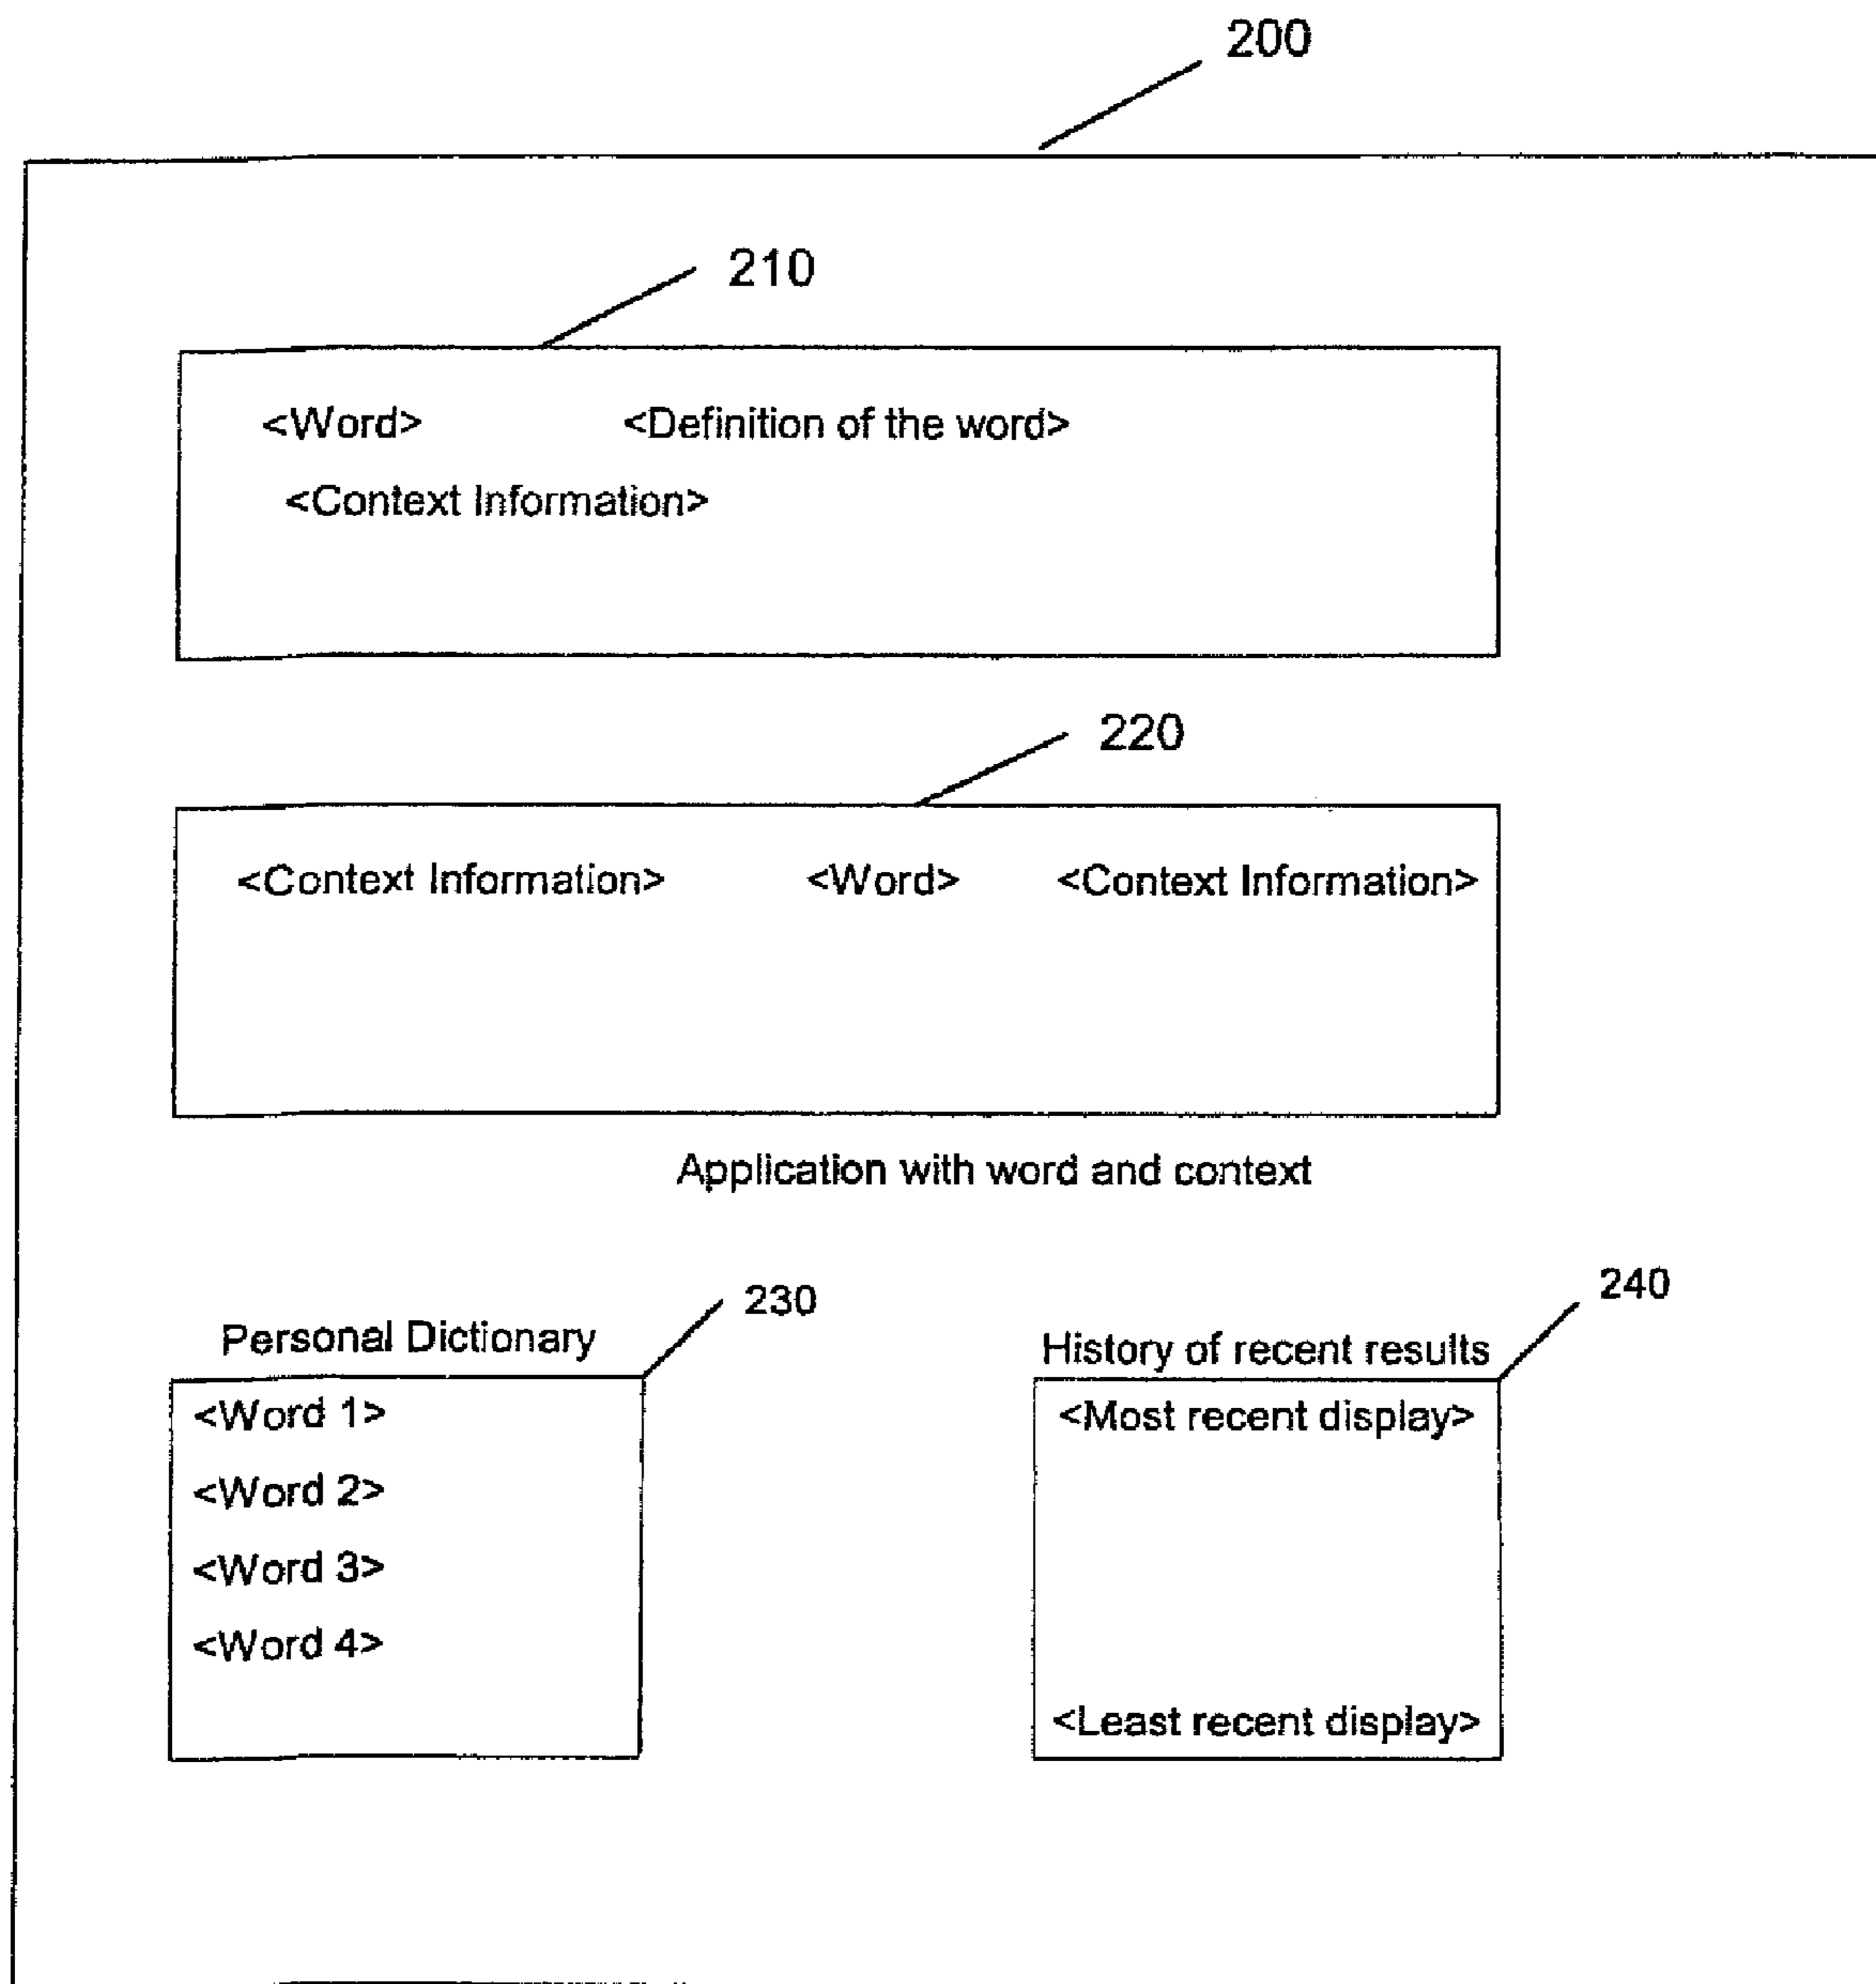 200
210
<Word> <Definition of the word>
<Context Information>
220
<Context Information> <Word> <Context Information>
Application with word and context
230
240
Personal Dictionary
History of recent results
<Word 1>
<Word 2>
<Word 3>
<Word 4>
<Most recent display>
<Least recent display>